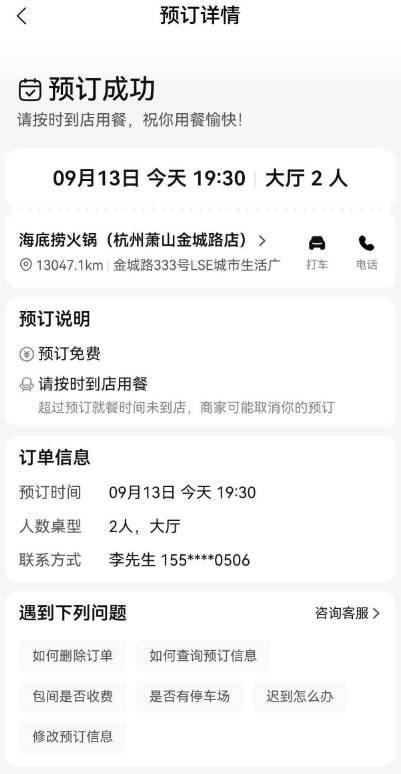 预订详情
预订成功
请按时到店用餐，祝你用餐愉快！
09月13日 今天 19:30 大厅 2 人
海底捞火锅（杭州萧山金城路店）
13047.1km 金城路333号LSE城市生活广
打车 电话
预订说明
预订免费
请按时到店用餐
超过预订就餐时间未到店，商家可能取消你的预订
订单信息
预订时间 09月13日 今天 19:30
人数桌型 2人，大厅
联系方式 李先生 155****0506
遇到下列问题 咨询客服
如何删除订单 如何查询预订信息
包间是否收费 是否有停车场 迟到怎么办
修改预订信息